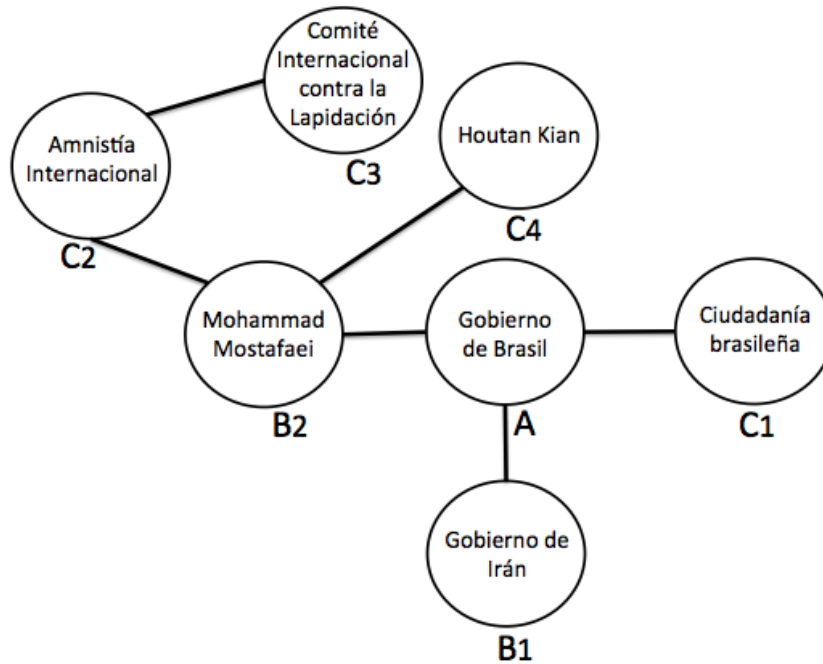 Comité
Internacional
contra la
Lapidación
C3
Amnistía
Internacional
C2
Houtan Kian
C4
Mohammad
Mostafaei
B2
Gobierno
de Brasil
A
Ciudadanía
brasileña
C1
Gobierno de
Irán
B1